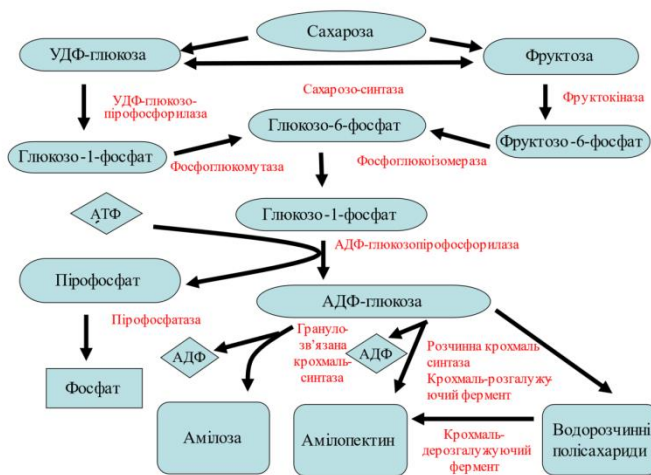 Сахароза
УДФ-глюкоза
Фруктоза
УДФ-глюкозо-
пірофосфорилаза
Сахарозо-синтаза
Фруктокіназа
Глюкозо-6-фосфат
Глюкозо-1-фосфат
Фосфоглюкомутаза
Фосфоглюкоізомераза
Фруктозо-6-фосфат
АТФ
Глюкозо-1-фосфат
АДФ-глюкозопірофосфорилаза
Пірофосфат
АДФ-глюкоза
Пірофосфатаза
АДФ
Грануло-
зв'язана
крохмаль-
синтаза
АДФ
Розчинна крохмаль
синтаза
Крохмаль-розгалужу-
ючий фермент
Фосфат
Амілоза
Амілопектин
Крохмаль-
дерозгалужуючий
фермент
Водорозчинні
полісахариди